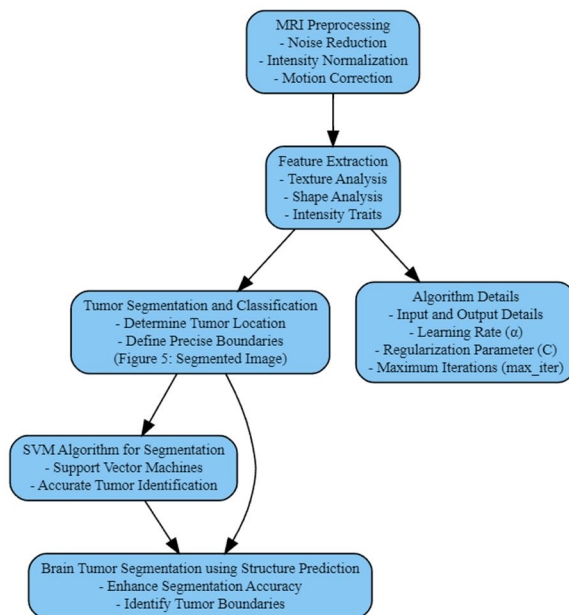 MRI Preprocessing
- Noise Reduction
- Intensity Normalization
- Motion Correction
Feature Extraction
- Texture Analysis
- Shape Analysis
- Intensity Traits
Tumor Segmentation and Classification
- Determine Tumor Location
- Define Precise Boundaries
(Figure 5: Segmented Image)
Algorithm Details
- Input and Output Details
- Learning Rate (α)
- Regularization Parameter (C)
- Maximum Iterations (max_iter)
SVM Algorithm for Segmentation
- Support Vector Machines
- Accurate Tumor Identification
Brain Tumor Segmentation using Structure Prediction
- Enhance Segmentation Accuracy
- Identify Tumor Boundaries